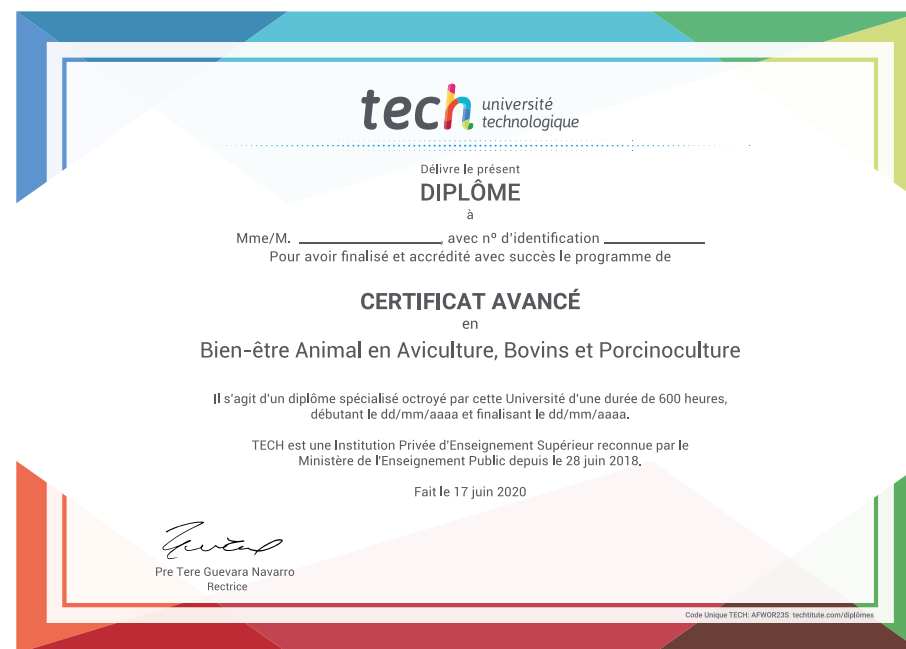 tech université
technologique
Délivre le présent
DIPLÔME
à
Mme/M. ____________________, avec nº d'identification ______________
Pour avoir finalisé et accrédité avec succès le programme de
CERTIFICAT AVANCÉ
en
Bien-être Animal en Aviculture, Bovins et Porcinoculture
Il s'agit d'un diplôme spécialisé octroyé par cette Université d'une durée de 600 heures,
débutant le dd/mm/aaaa et finalisant le dd/mm/aaaa.
TECH est une Institution Privée d'Enseignement Supérieur reconnue par le
Ministère de l'Enseignement Public depuis le 28 juin 2018.
Fait le 17 juin 2020
Pre Tere Guevara Navarro
Rectrice
Code Unique TECH: AFWOR23S techtitute.com/diplômes